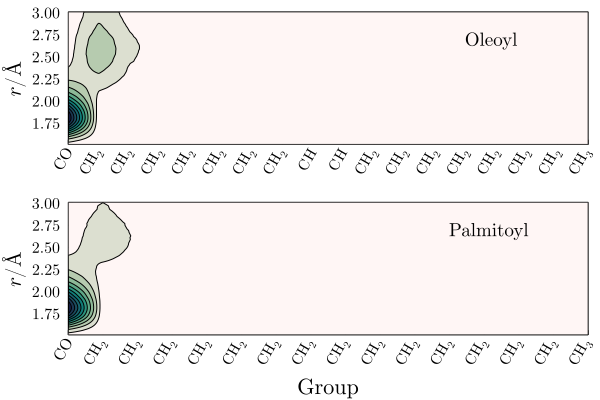 3.00
2.75
2.50
2.25
2.00
1.75
r/Å
Oleoyl
CO CH₂ CH₂ CH₂ CH₂ CH₂ CH₂ CH₂ CH CH CH₂ CH₂ CH₂ CH₂ CH₂ CH₂ CH₂ CH₃
3.00
2.75
2.50
2.25
2.00
1.75
r/Å
Palmitoyl
CO CH₂ CH₂ CH₂ CH₂ CH₂ CH₂ CH₂ CH₂ CH₂ CH₂ CH₂ CH₂ CH₂ CH₂ CH₃
Group